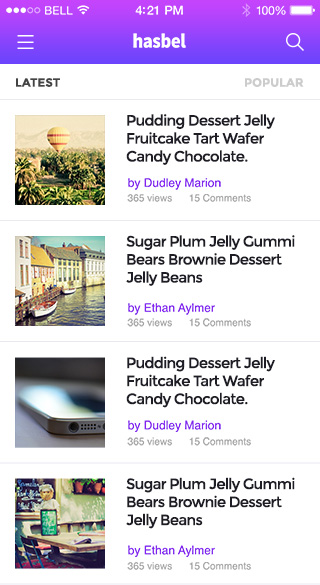 BELL 4:21 PM 100%
hasbel
LATEST POPULAR
Pudding Dessert Jelly
Fruitcake Tart Wafer
Candy Chocolate.
by Dudley Marion
365 views 15 Comments
Sugar Plum Jelly Gummi
Bears Brownie Dessert
Jelly Beans
by Ethan Aylmer
365 views 15 Comments
Pudding Dessert Jelly
Fruitcake Tart Wafer
Candy Chocolate.
by Dudley Marion
365 views 15 Comments
Sugar Plum Jelly Gummi
Bears Brownie Dessert
Jelly Beans
by Ethan Aylmer
365 views 15 Comments